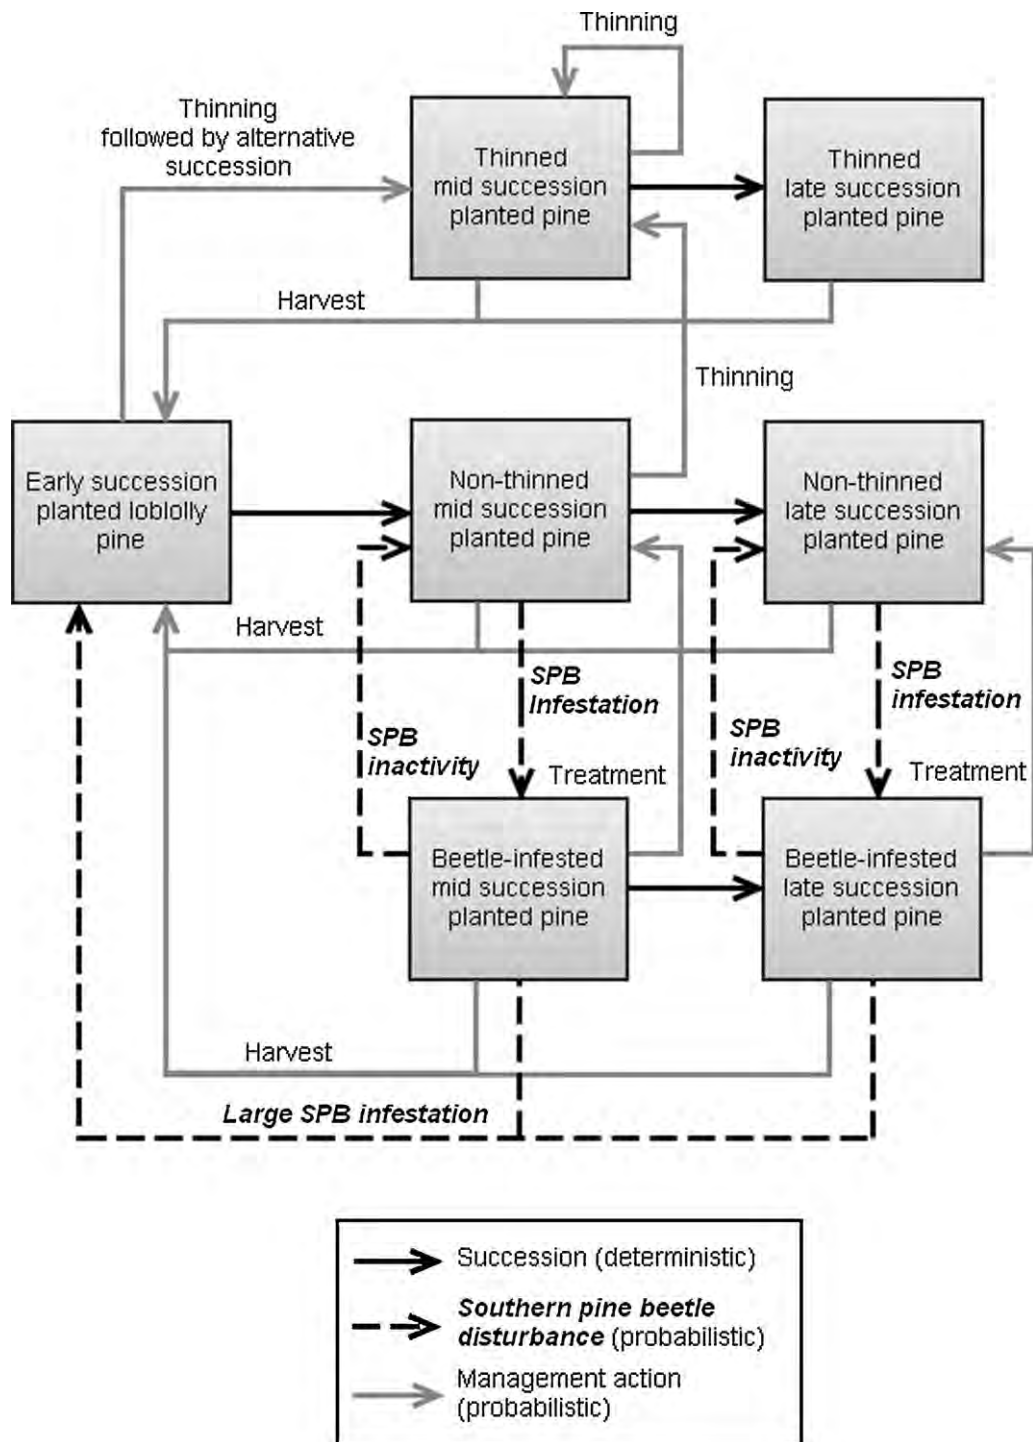 Thinning
Thinning
followed by alternative
succession
Thinned
mid succession
planted pine
Thinned
late succession
planted pine
Harvest
Thinning
Early succession
planted loblolly
pine
Non-thinned
mid succession
planted pine
Non-thinned
late succession
planted pine
Harvest
SPB
Infestation
SPB
infestation
SPB
inactivity
SPB
inactivity
Treatment
Treatment
Beetle-infested
mid succession
planted pine
Beetle-infested
late succession
planted pine
Harvest
Large SPB infestation
Succession (deterministic)
Southern pine beetle
disturbance (probabilistic)
Management action
(probabilistic)